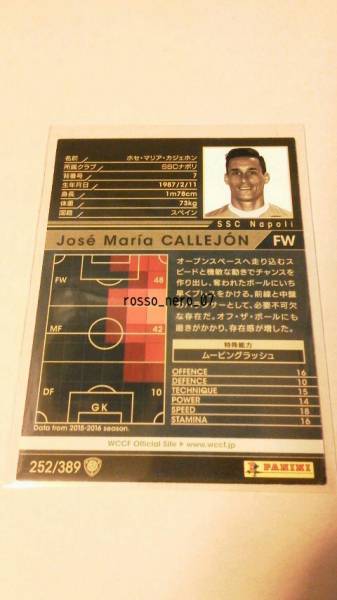 名前 ホセ・マリア・カジェホン
所属クラブ SSCナポリ
背番号 7
生年月日 1987/2/11
身長 1m78cm
体重 73kg
国籍 スペイン
SSC Napoli
José María CALLEJÓN FW
FW 48
MF 42
DF 10
GK
Data from 2015-2016 season.
オープンスペースへ走り込むス
ピードと機敏な動きでチャンスを
作り出し、奪われたボールにいち
早くプレスをかける。前線と中盤
サーとして、必要不可欠
な存在だ。オフ・ザ・ボールにも
磨きがかかり、存在感が増した。
rosso_nero_07
特殊能力
ムービングラッシュ
OFFENCE 16
DEFENCE 10
TECHNIQUE 15
POWER 14
SPEED 18
STAMINA 16
WCCF Official Site www.wccf.jp
252/389
PANINI